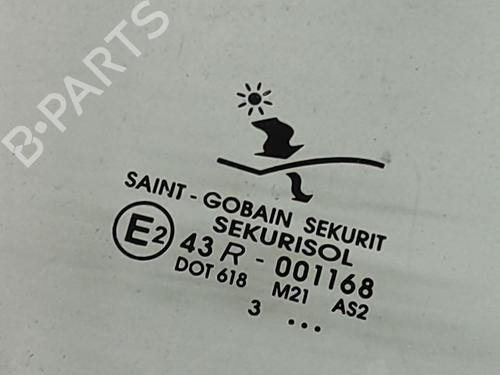 B-PARTS
SAINT - GOBAIN SEKURIT
SEKURISOL
E2 43 R - 001168
DOT 618 M21 AS2
3 ...